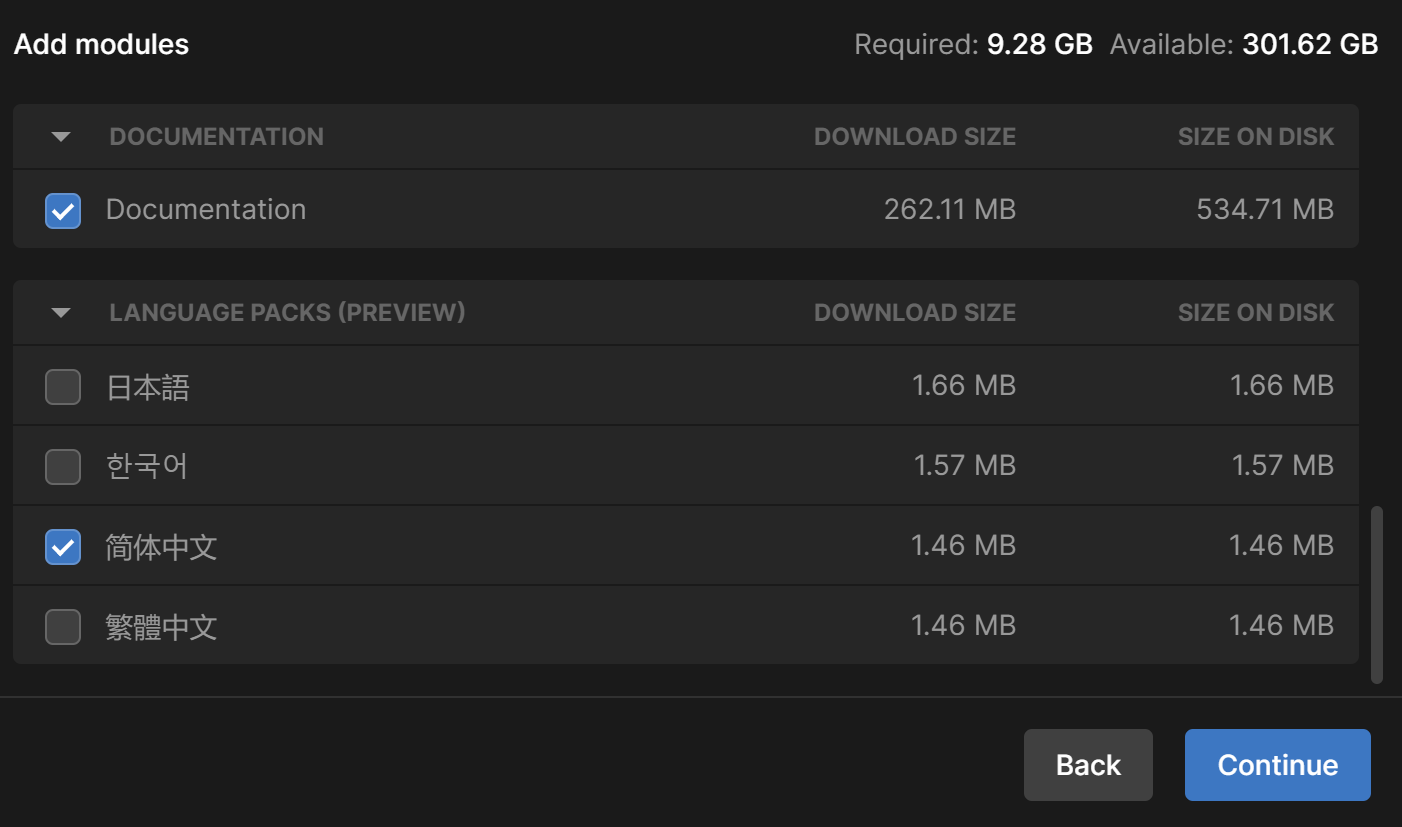 Add modules Required: 9.28 GB Available: 301.62 GB
DOCUMENTATION DOWNLOAD SIZE SIZE ON DISK
Documentation 262.11 MB 534.71 MB
LANGUAGE PACKS (PREVIEW) DOWNLOAD SIZE SIZE ON DISK
日本語 1.66 MB 1.66 MB
한국어 1.57 MB 1.57 MB
简体中文 1.46 MB 1.46 MB
繁體中文 1.46 MB 1.46 MB
Back Continue